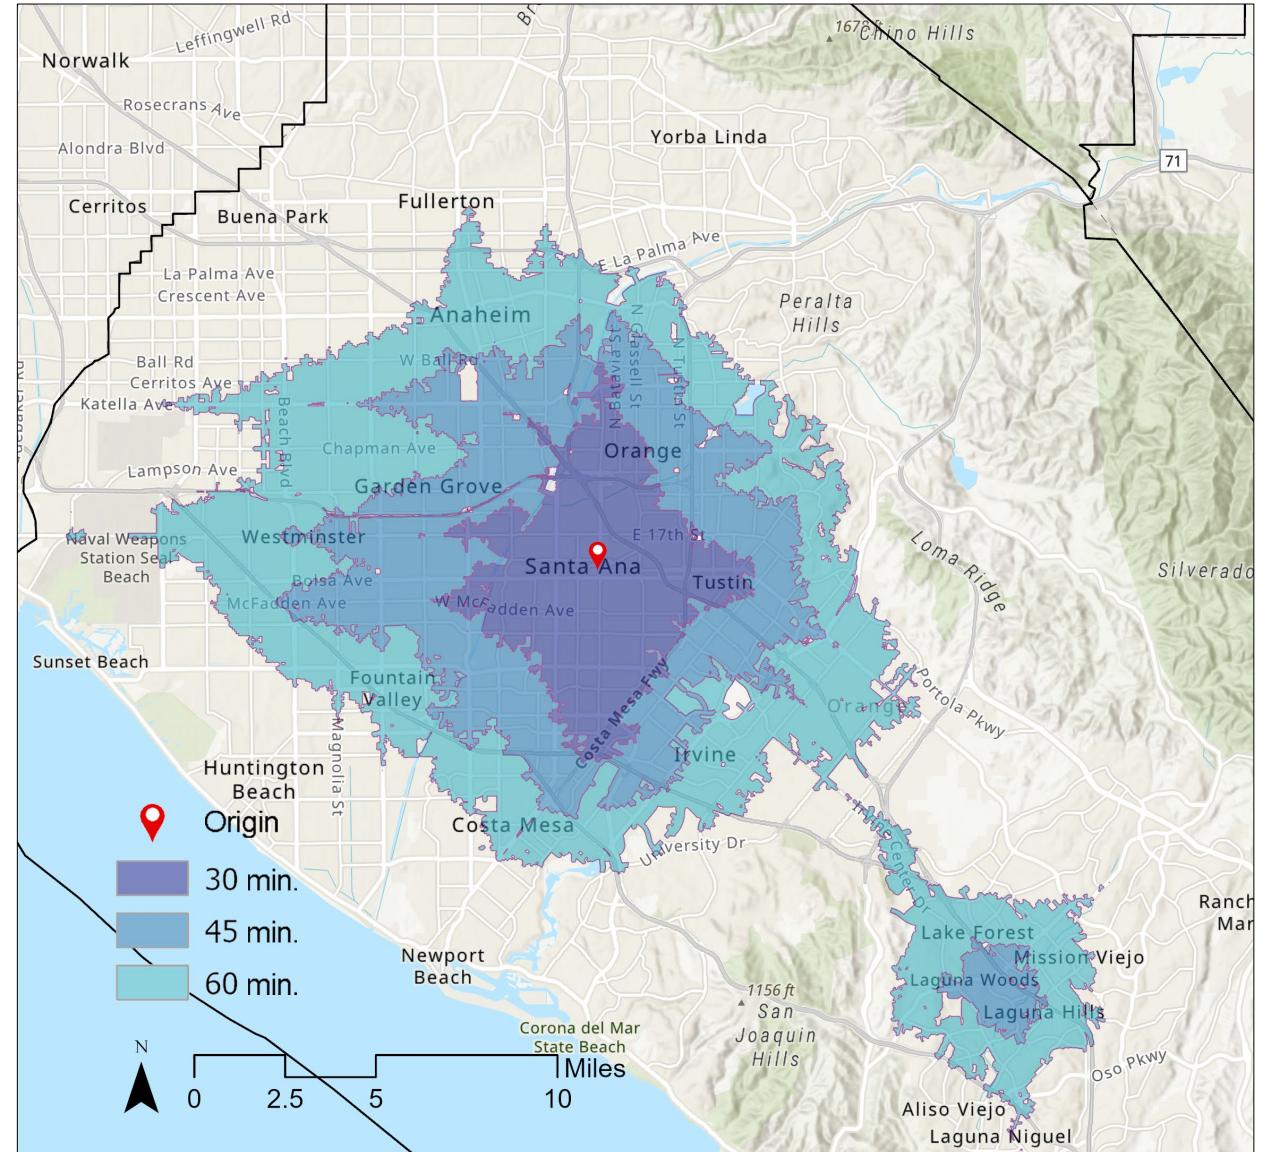 Leffingwell Rd
Br
1678 ft
Chino Hills
Norwalk
Rosecrans Ave
Alondra Blvd
Yorba Linda
71
Cerritos
Buena Park
Fullerton
E La Palma Ave
La Palma Ave
Crescent Ave
Peralta
Hills
Anaheim
N Glassell St
N Batavia St
N Tustin St
W Ball Rd
Ball Rd
Cerritos Ave
Katella Ave
Beach Blvd
Chapman Ave
Orange
Lampson Ave
Garden Grove
Westminster
E 17th St
Naval Weapons
Station Seal
Beach
Loma Ridge
Silverado
Santa Ana
Tustin
Bolsa Ave
McFadden Ave
W McFadden Ave
Sunset Beach
Fountain
Valley
Costa Mesa Fwy
Portola Pkwy
Orange
Magnolia St
Irvine
Huntington
Beach
Origin
Costa Mesa
University Dr
Irvine Center Dr
30 min.
45 min.
60 min.
Ranch
Mar
Lake Forest
Mission Viejo
Laguna Woods
Laguna Hills
Newport
Beach
1156 ft
San
Joaquin
Hills
Corona del Mar
State Beach
N
Miles
0 2.5 5 10
Oso Pkwy
Aliso Viejo
Laguna Niguel